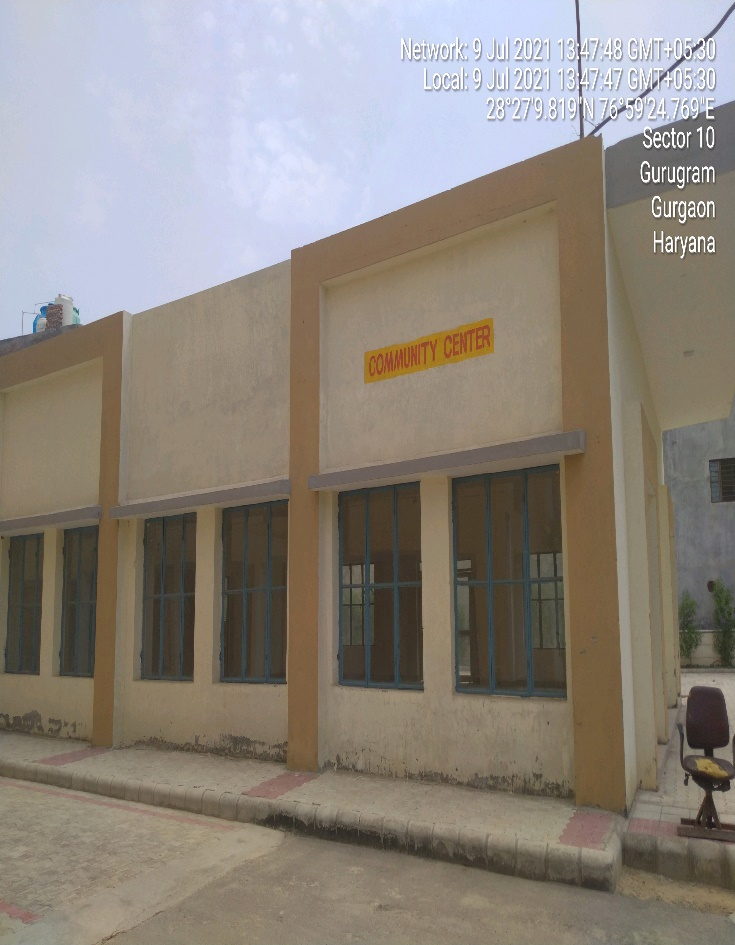 Network: 9 Jul 2021 13:47:48 GMT+05:30
Local: 9 Jul 2021 13:47:47 GMT+05:30
28°27'9.819"N 76°59'24.769"E
Sector 10
Gurugram
Gurgaon
Haryana
COMMUNITY CENTER